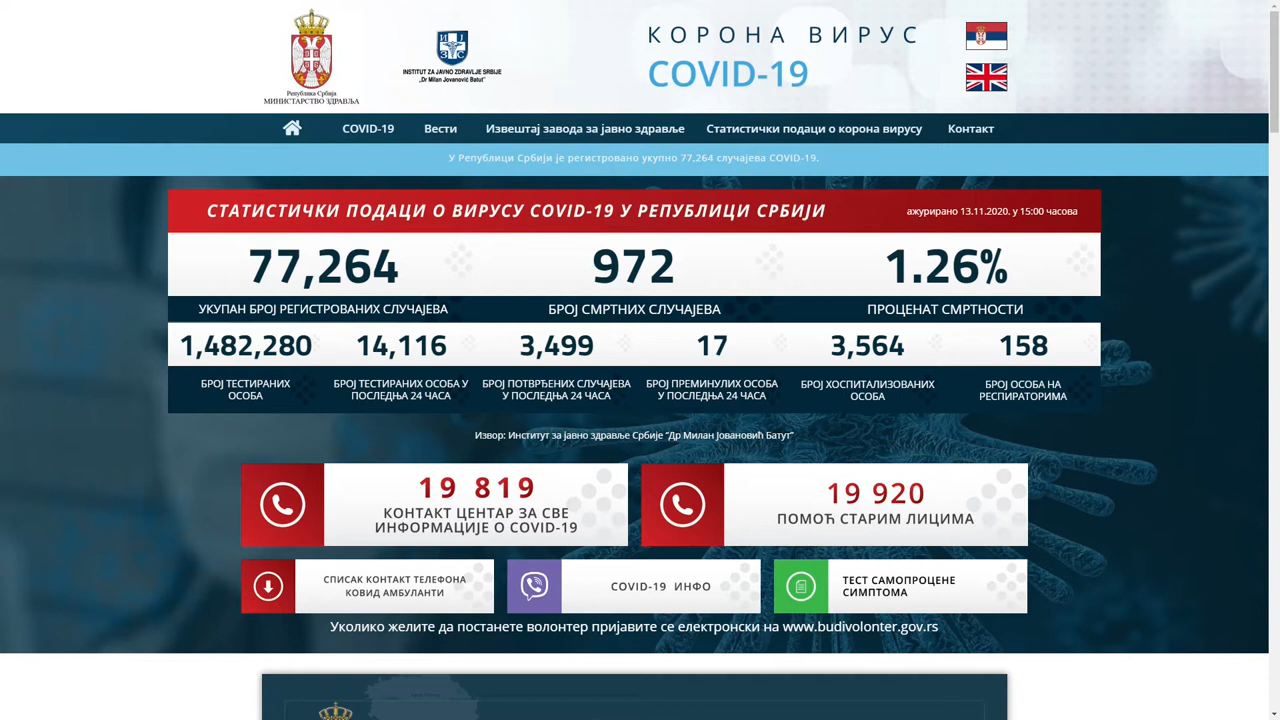 Република Србија
МИНИСТАРСТВО ЗДРАВЉА
INSTITUT ZA JAVNO ZDRAVLJE SRBIJE
„Dr Milan Jovanović Batut"
КОРОНА ВИРУС
COVID-19
COVID-19
Вести
Извештај завода за јавно здравље
Статистички подаци о корона вирусу
Контакт
У Републици Србији је регистровано укупно 77,264 случајева COVID-19.
СТАТИСТИЧКИ ПОДАЦИ О ВИРУСУ COVID-19 У РЕПУБЛИЦИ СРБИЈИ
ажурирано 13.11.2020. у 15:00 часова
77,264
972
1.26%
УКУПАН БРОЈ РЕГИСТРОВАНИХ СЛУЧАЈЕВА
БРОЈ СМРТНИХ СЛУЧАЈЕВА
ПРОЦЕНАТ СМРТНОСТИ
1,482,280
14,116
3,499
17
3,564
158
БРОЈ ТЕСТИРАНИХ
ОСОБА
БРОЈ ТЕСТИРАНИХ ОСОБА У
ПОСЛЕДЊА 24 ЧАСА
БРОЈ ПОТВРЂЕНИХ СЛУЧАЈЕВА
У ПОСЛЕДЊА 24 ЧАСА
БРОЈ ПРЕМИНУЛИХ ОСОБА
У ПОСЛЕДЊА 24 ЧАСА
БРОЈ ХОСПИТАЛИЗОВАНИХ
ОСОБА
БРОЈ ОСОБА НА
РЕСПИРАТОРИМА
Извор: Институт за јавно здравље Србије “Др Милан Јовановић Батут”
19 819
КОНТАКТ ЦЕНТАР ЗА СВЕ
ИНФОРМАЦИЈЕ О COVID-19
19 920
ПОМОЋ СТАРИМ ЛИЦИМА
СПИСАК КОНТАКТ ТЕЛЕФОНА
КОВИД АМБУЛАНТИ
COVID-19 ИНФО
ТЕСТ САМОПРОЦЕНЕ
СИМПТОМА
Уколико желите да постанете волонтер пријавите се електронски на www.budivolonter.gov.rs